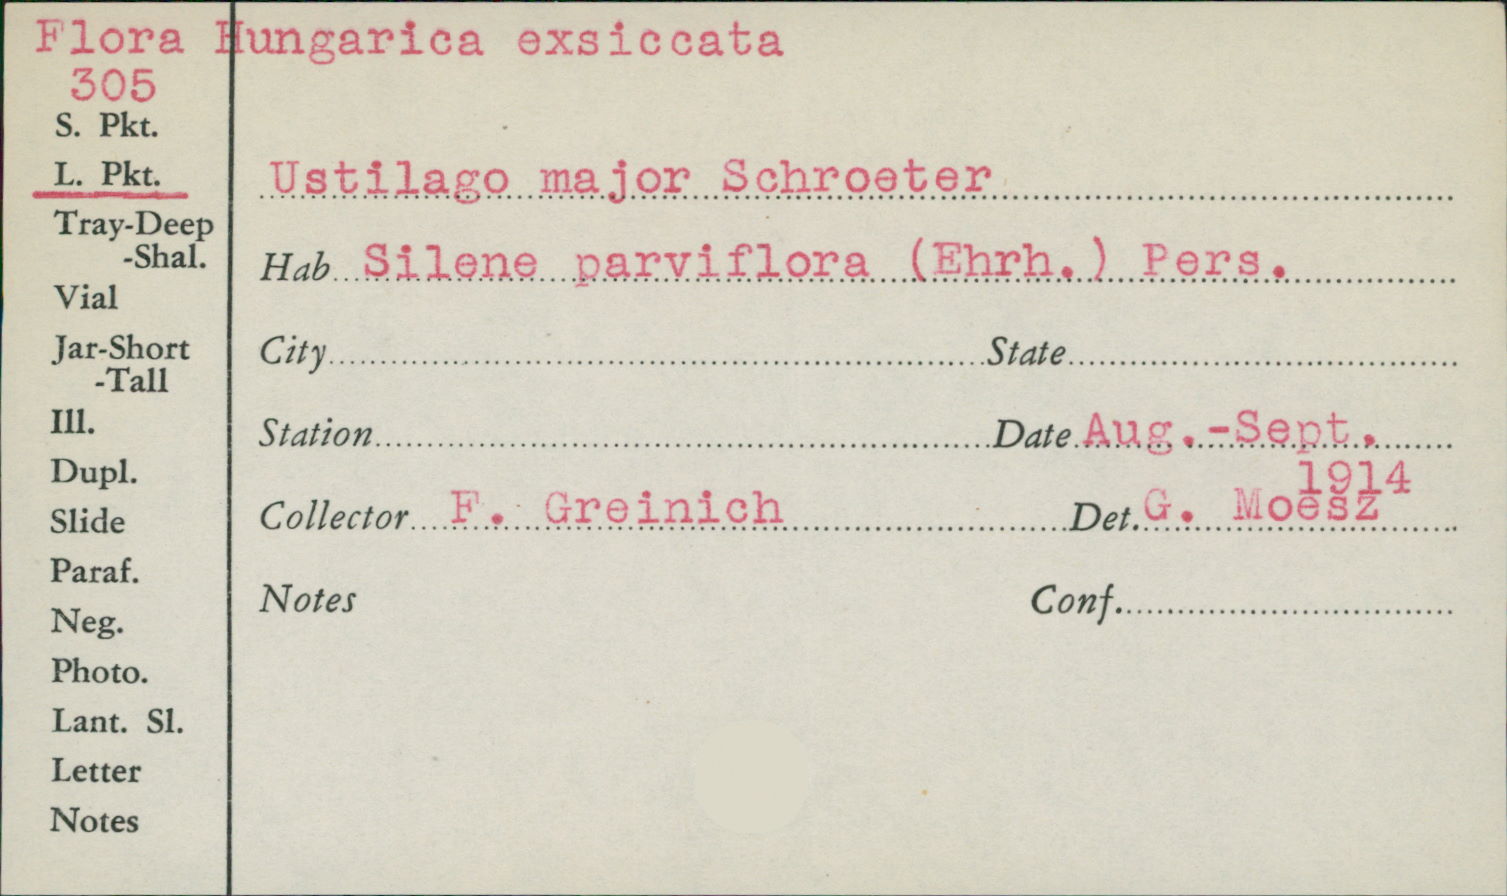 Flora Hungarica exsiccata
305
S. Pkt.
L. Pkt.
Ustilago major Schroeter
Tray-Deep
-Shal.
Hab Silene parviflora (Ehrh.) Pers.
Vial
Jar-Short
-Tall
City State
Ill.
Station Date Aug.-Sept.
1914
Dupl.
Slide
Collector F. Greinich Det. G. Moesz
Paraf.
Notes Conf.
Neg.
Photo.
Lant. Sl.
Letter
Notes